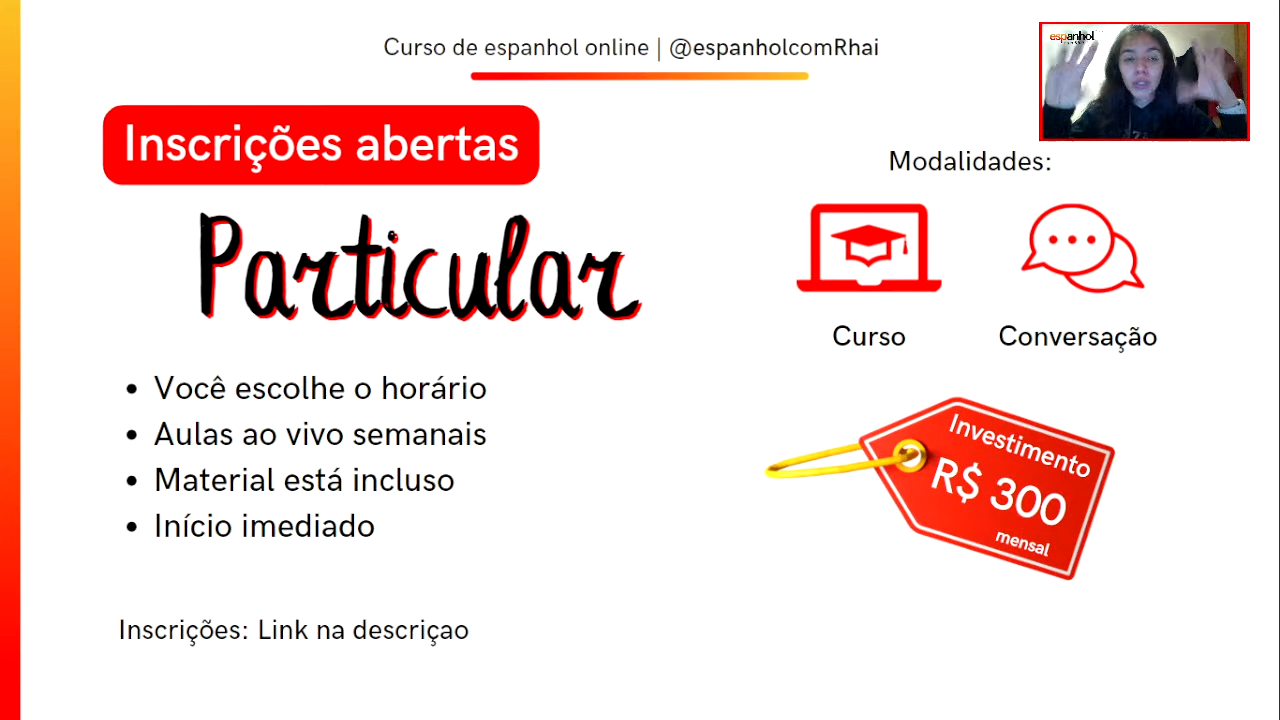 Curso de espanhol online | @espanholcomRhai
espanhol
Inscrições abertas
Particular
Você escolhe o horário
Aulas ao vivo semanais
Material está incluso
Início imediado
Inscrições: Link na descriçao
Modalidades:
Curso
Conversação
Investimento
R$ 300
mensal